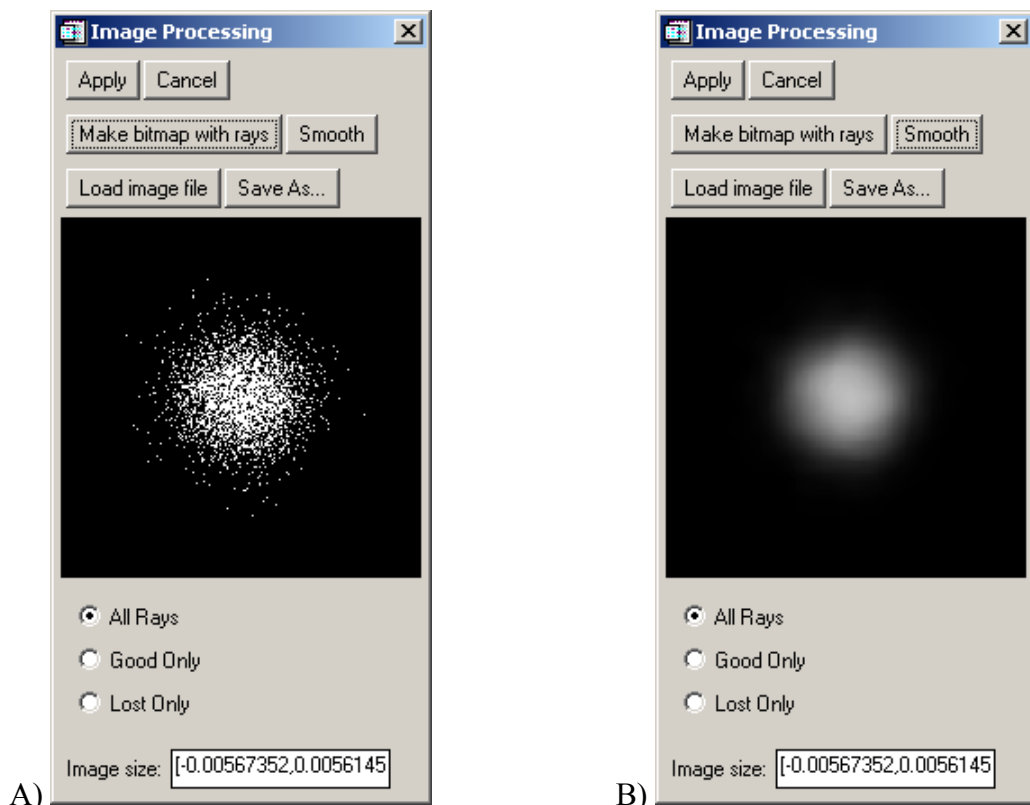 Image Processing
Apply Cancel
Make bitmap with rays Smooth
Load image file Save As...
All Rays
Good Only
Lost Only
Image size: [-0.00567352,0.0056145
A)
Image Processing
Apply Cancel
Make bitmap with rays Smooth
Load image file Save As...
All Rays
Good Only
Lost Only
Image size: [-0.00567352,0.0056145
B)